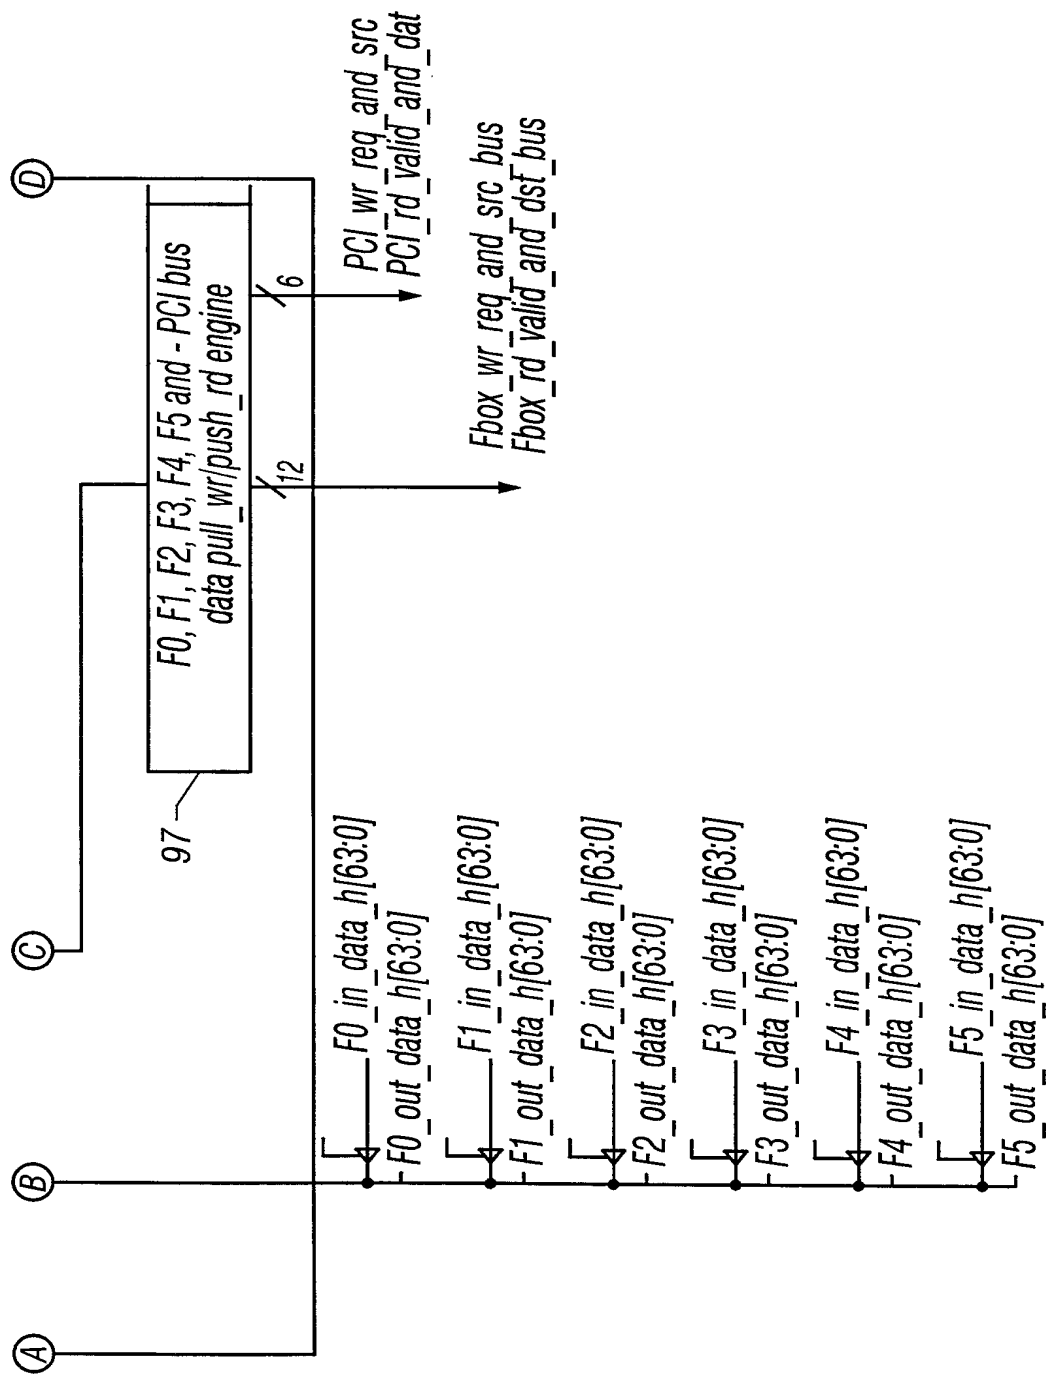 A
B
C
D
97
F0, F1, F2, F3, F4, F5 and - PCI bus
data pull_wr/push_rd engine
12
6
PCI_wr_req_and_src
PCI_rd_valid_and_dat
Fbox_wr_req_and_src_bus
Fbox_rd_valid_and_dst_bus
F0_in_data_h[63:0]
F0_out_data_h[63:0]
F1_in_data_h[63:0]
F1_out_data_h[63:0]
F2_in_data_h[63:0]
F2_out_data_h[63:0]
F3_in_data_h[63:0]
F3_out_data_h[63:0]
F4_in_data_h[63:0]
F4_out_data_h[63:0]
F5_in_data_h[63:0]
F5_out_data_h[63:0]